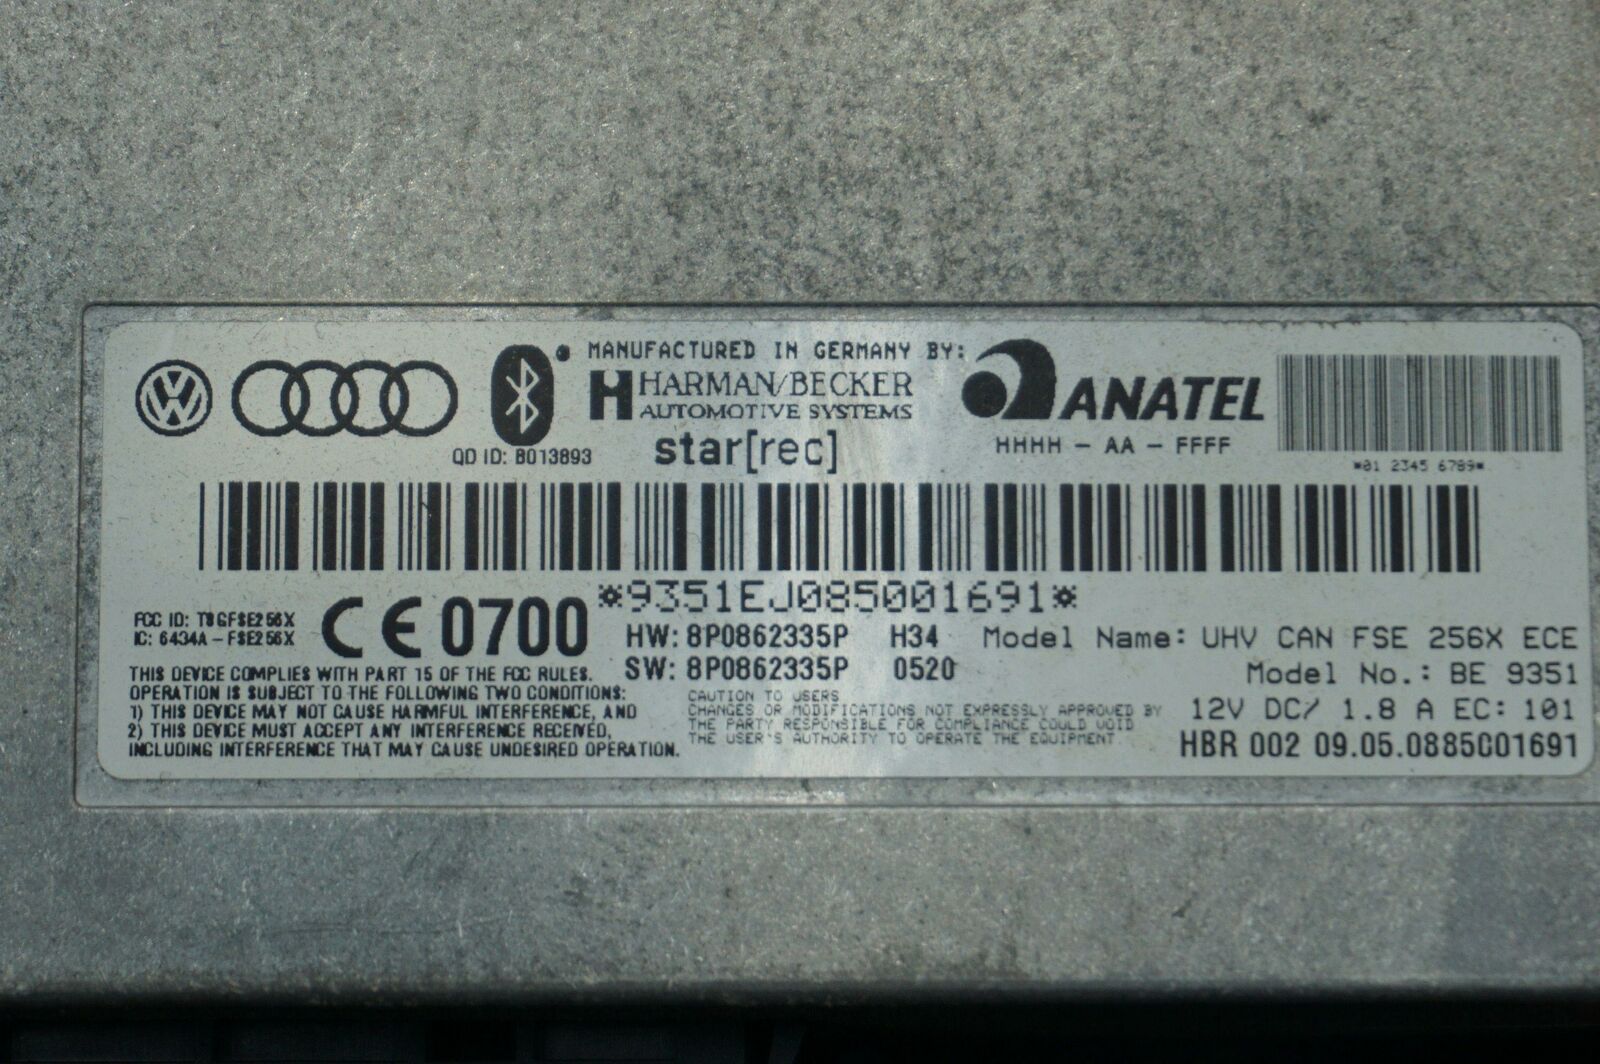 MANUFACTURED IN GERMANY BY:
HARMAN/BECKER
AUTOMOTIVE SYSTEMS
star[rec]
QD ID: B013893
ANATEL
HHHH - AA - FFFF
*01 2345 6789*
*9351EJ085001691*
FCC ID: T8GFSE256X
IC: 6434A-FSE256X
CE 0700
HW: 8P0862335P H34
SW: 8P0862335P 0520
Model Name: UHV CAN FSE 256X ECE
Model No.: BE 9351
12V DC/ 1.8 A EC: 101
HBR 002 09.05.0885001691
THIS DEVICE COMPLIES WITH PART 15 OF THE FCC RULES.
OPERATION IS SUBJECT TO THE FOLLOWING TWO CONDITIONS:
1) THIS DEVICE MAY NOT CAUSE HARMFUL INTERFERENCE, AND
2) THIS DEVICE MUST ACCEPT ANY INTERFERENCE RECEIVED,
INCLUDING INTERFERENCE THAT MAY CAUSE UNDESIRED OPERATION.
CAUTION TO USERS
CHANGES OR MODIFICATIONS NOT EXPRESSLY APPROVED BY
THE PARTY RESPONSIBLE FOR COMPLIANCE COULD VOID
THE USER'S AUTHORITY TO OPERATE THE EQUIPMENT